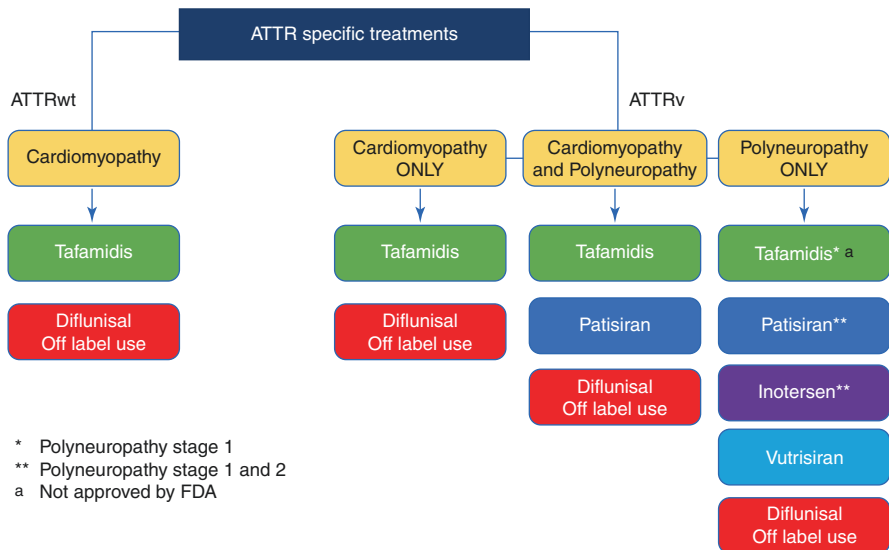 ATTR specific treatments
ATTRwt
ATTRv
Cardiomyopathy
Cardiomyopathy
ONLY
Cardiomyopathy
and Polyneuropathy
Polyneuropathy
ONLY
Tafamidis
Tafamidis
Tafamidis
Tafamidis* a
Diflunisal
Off label use
Diflunisal
Off label use
Patisiran
Patisiran**
Diflunisal
Off label use
Inotersen**
Vutrisiran
Diflunisal
Off label use
* Polyneuropathy stage 1
** Polyneuropathy stage 1 and 2
a Not approved by FDA